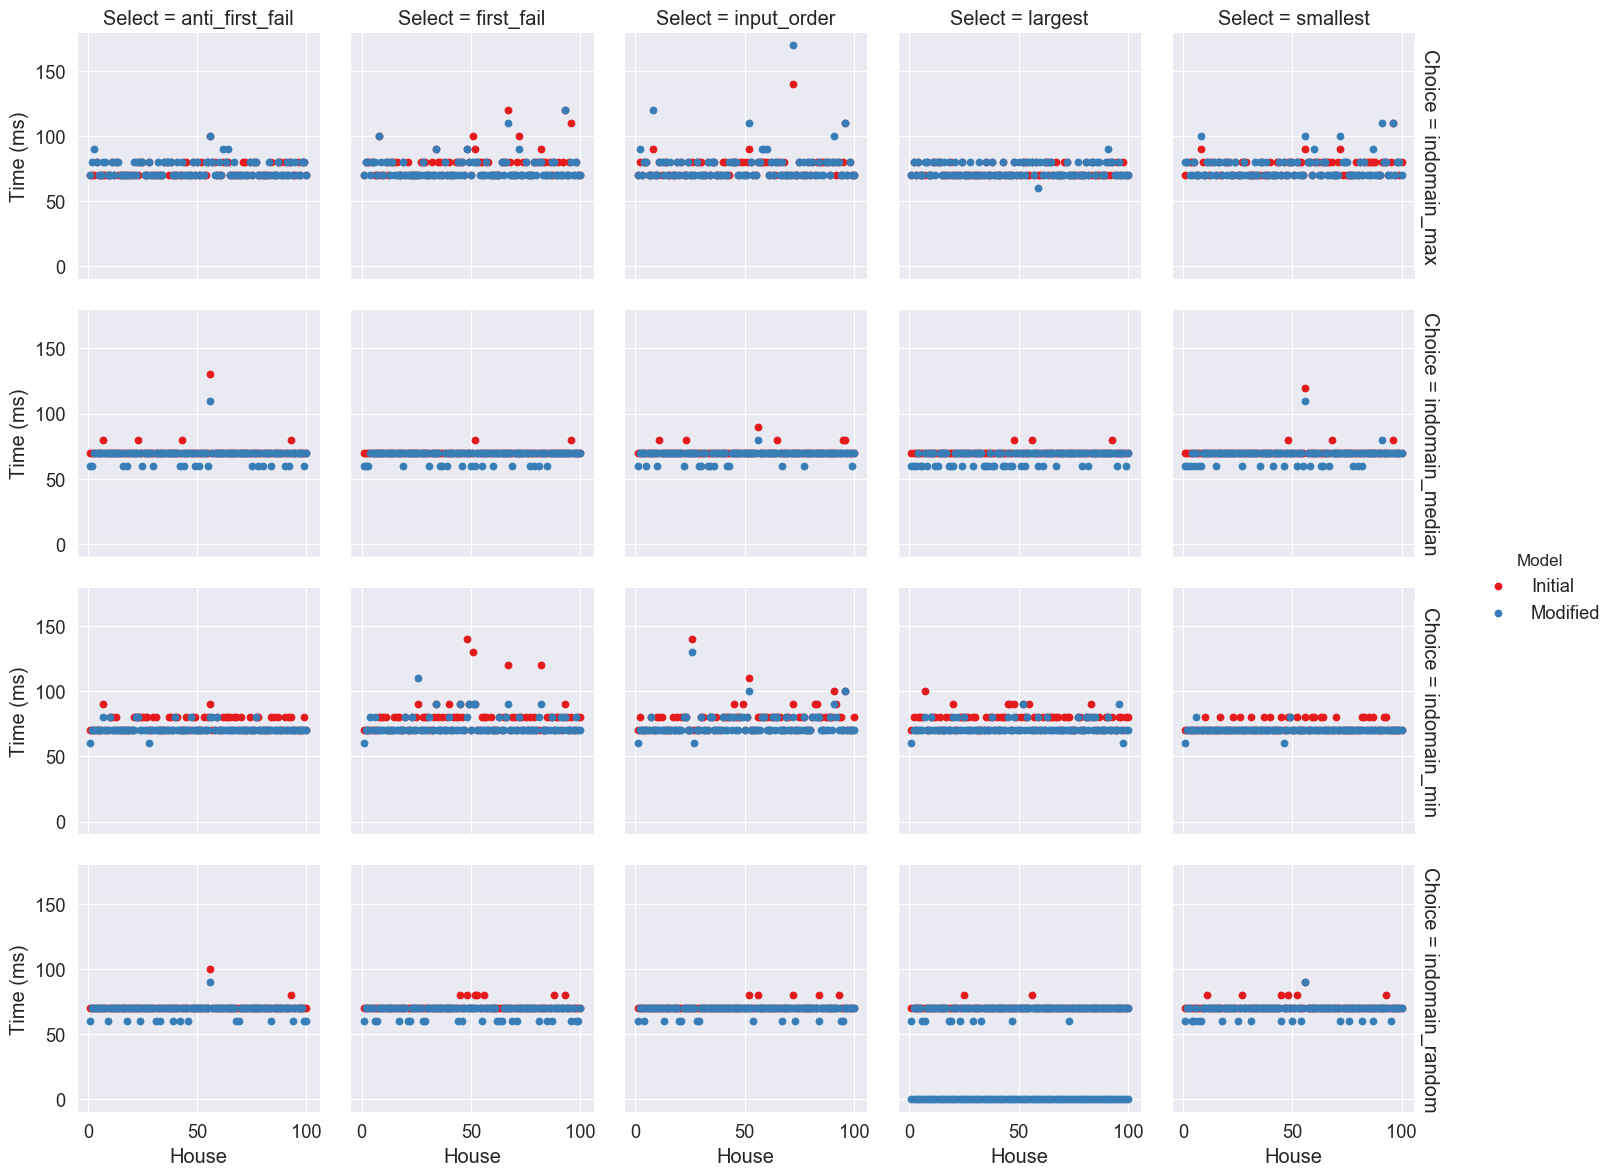 Select = anti_first_fail
Select = first_fail
Select = input_order
Select = largest
Select = smallest
150
100
50
0
Time (ms)
Choice = indomain_max
150
100
50
0
Time (ms)
Choice = indomain_median
150
100
50
0
Time (ms)
Choice = indomain_min
150
100
50
0
Time (ms)
Choice = indomain_random
0 50 100
House
0 50 100
House
0 50 100
House
0 50 100
House
0 50 100
House
Model
Initial
Modified